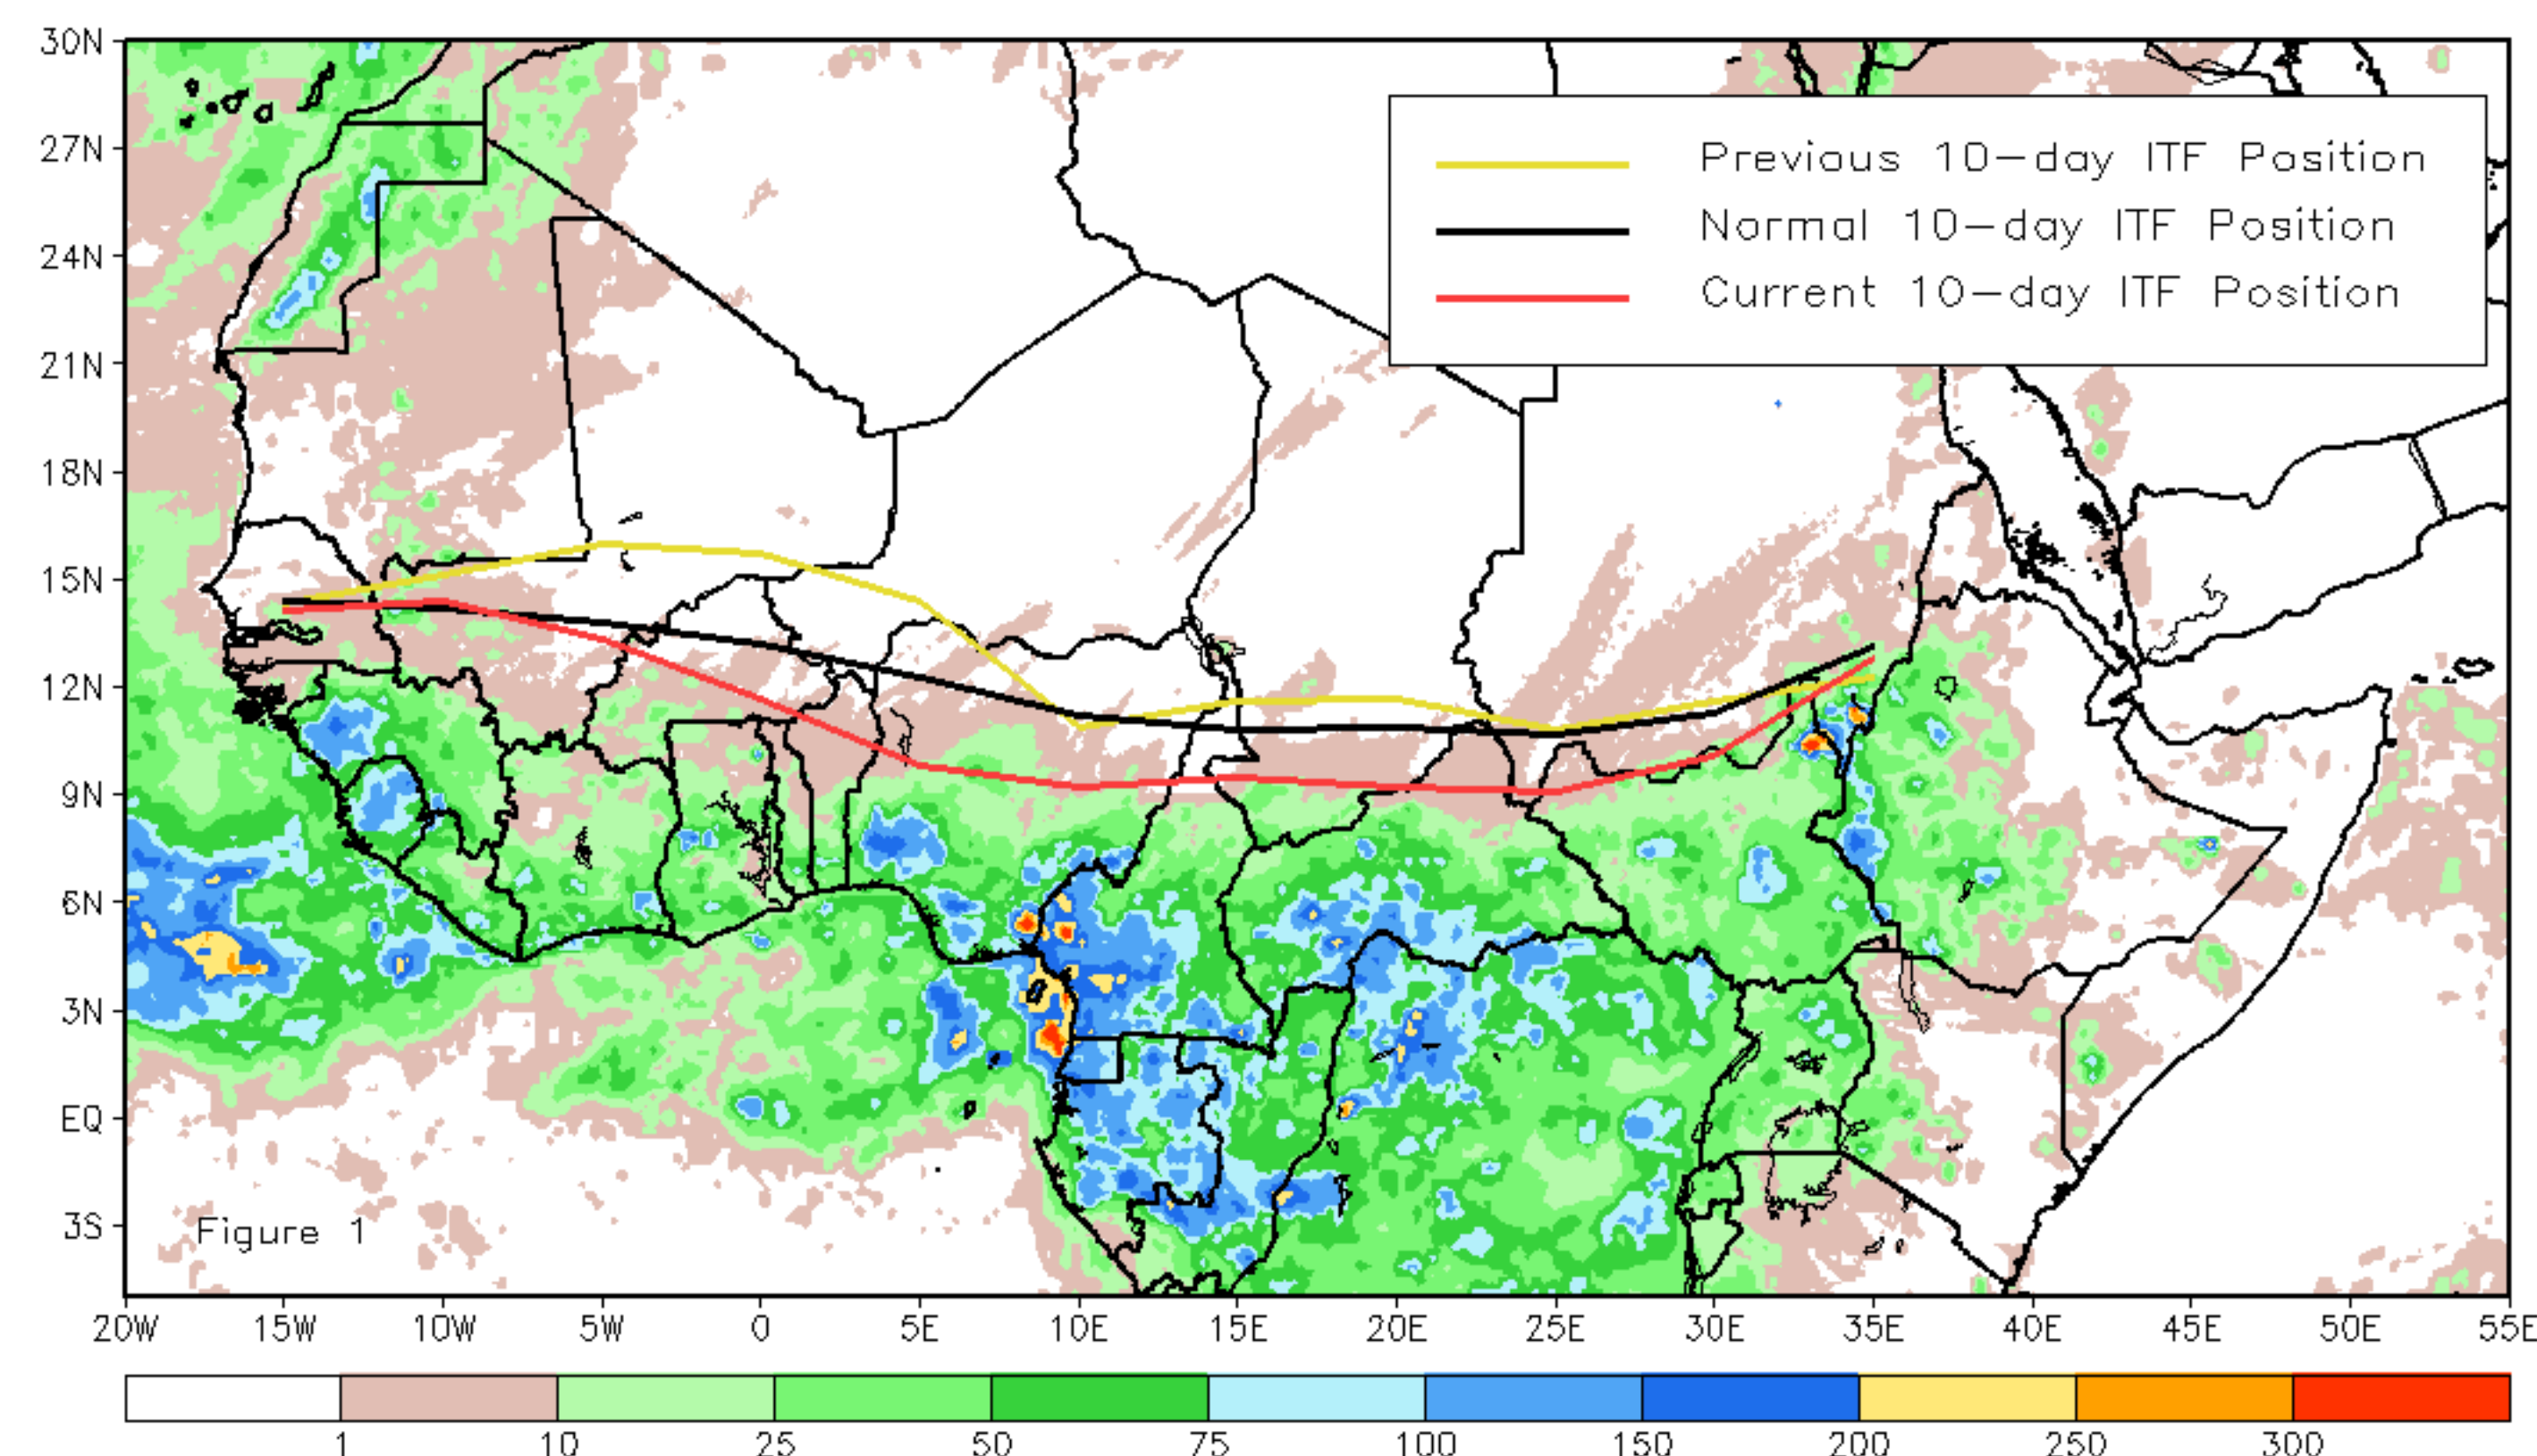 30N
27N
24N
21N
18N
15N
12N
9N
6N
3N
EQ
3S
Previous 10-day ITF Position
Normal 10-day ITF Position
Current 10-day ITF Position
Figure 1
20W 15W 10W 5W 0 5E 10E 15E 20E 25E 30E 35E 40E 45E 50E 55E
1 10 25 50 75 100 150 200 250 300